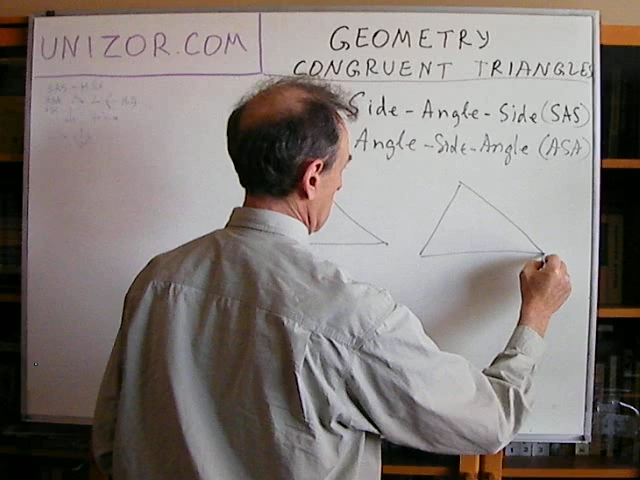 UNIZOR.COM
GEOMETRY
CONGRUENT TRIANGLES
Side - Angle - Side (SAS)
Angle - Side - Angle (ASA)